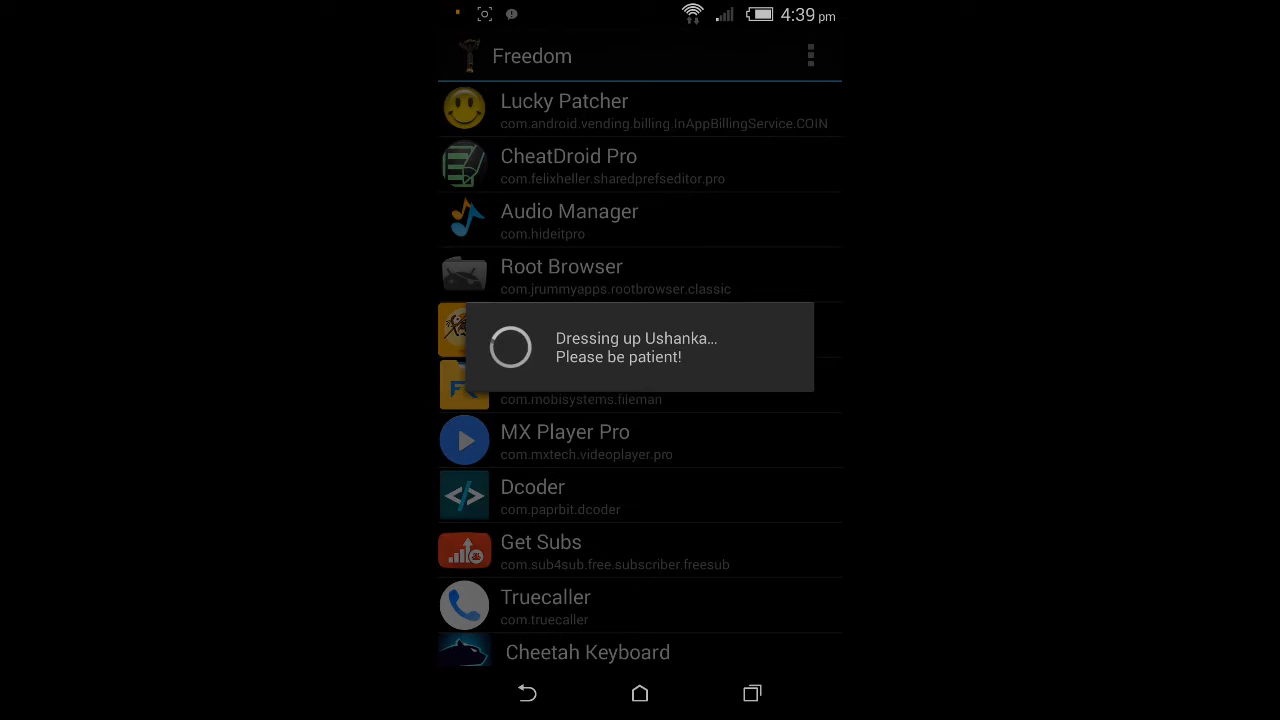 4:39 pm
Freedom
Lucky Patcher
com.android.vending.billing.InAppBillingService.COIN
CheatDroid Pro
com.felixheller.sharedprefseditor.pro
Audio Manager
com.hideitpro
Root Browser
com.jrummyapps.rootbrowser.classic
Dressing up Ushanka...
Please be patient!
com.mobisystems.fileman
MX Player Pro
com.mxtech.videoplayer.pro
Dcoder
com.paprbit.dcoder
Get Subs
com.sub4sub.free.subscriber.freesub
Truecaller
com.truecaller
Cheetah Keyboard